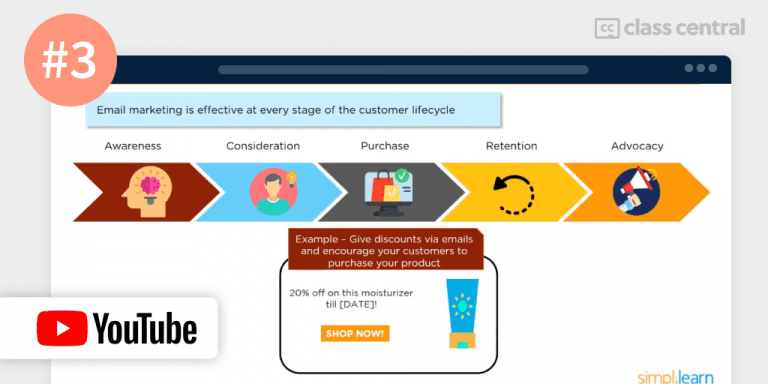 #3
cc class central
Email marketing is effective at every stage of the customer lifecycle
Awareness
Consideration
Purchase
Retention
Advocacy
Example – Give discounts via emails
and encourage your customers to
purchase your product
20% off on this moisturizer
till [DATE]!
SHOP NOW!
YouTube
simplilearn